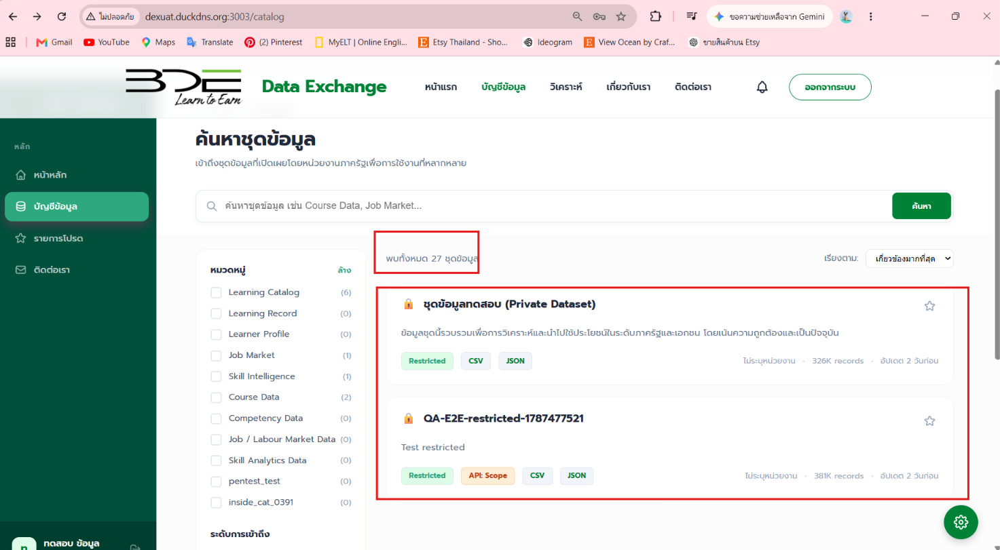 ไม่ปลอดภัย dexuat.duckdns.org:3003/catalog ขอความช่วยเหลือจาก Gemini
Gmail YouTube Maps Translate (2) Pinterest MyELT | Online Engli... Etsy Thailand - Sho... Ideogram View Ocean by Craf... ขายสินค้าบน Etsy
BDE
Learn to Earn
Data Exchange หน้าแรก บัญชีข้อมูล วิเคราะห์ เกี่ยวกับเรา ติดต่อเรา ออกจากระบบ
หลัก
หน้าหลัก
บัญชีข้อมูล
รายการโปรด
ติดต่อเรา
ทดสอบ ข้อมูล
ค้นหาชุดข้อมูล
เข้าถึงชุดข้อมูลที่เปิดเผยโดยหน่วยงานภาครัฐเพื่อการใช้งานที่หลากหลาย
ค้นหาชุดข้อมูล เช่น Course Data, Job Market... ค้นหา
หมวดหมู่ ล้าง
Learning Catalog (6)
Learning Record (0)
Learner Profile (0)
Job Market (1)
Skill Intelligence (1)
Course Data (2)
Competency Data (0)
Job / Labour Market Data (0)
Skill Analytics Data (0)
pentest_test (0)
inside_cat_0391 (0)
ระดับการเข้าถึง
พบทั้งหมด 27 ชุดข้อมูล เรียงตาม: เกี่ยวข้องมากที่สุด
ชุดข้อมูลทดสอบ (Private Dataset)
ข้อมูลชุดนี้รวบรวมเพื่อการวิเคราะห์และนำไปใช้ประโยชน์ในระดับภาครัฐและเอกชน โดยเน้นความถูกต้องและเป็นปัจจุบัน
Restricted CSV JSON ไม่ระบุหน่วยงาน · 326K records · อัปเดต 2 วันก่อน
QA-E2E-restricted-1787477521
Test restricted
Restricted API: Scope CSV JSON ไม่ระบุหน่วยงาน · 381K records · อัปเดต 2 วันก่อน